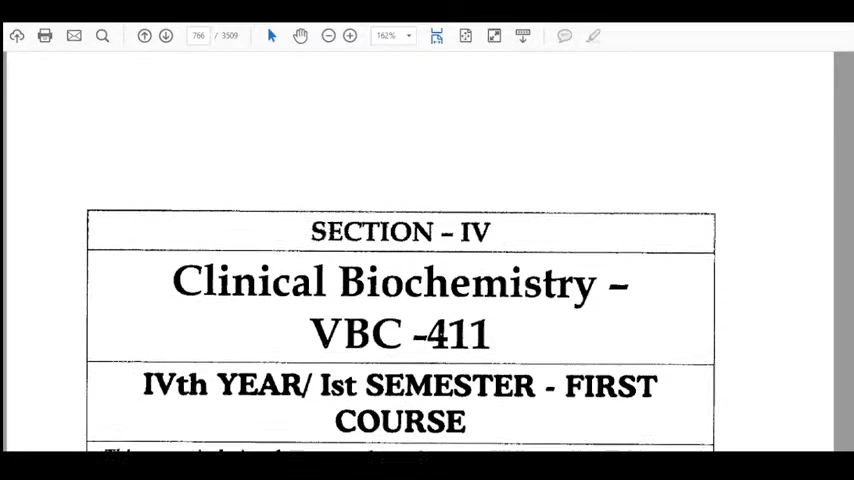 766 / 3509
162%
SECTION – IV
Clinical Biochemistry –
VBC -411
IVth YEAR/ Ist SEMESTER - FIRST
COURSE